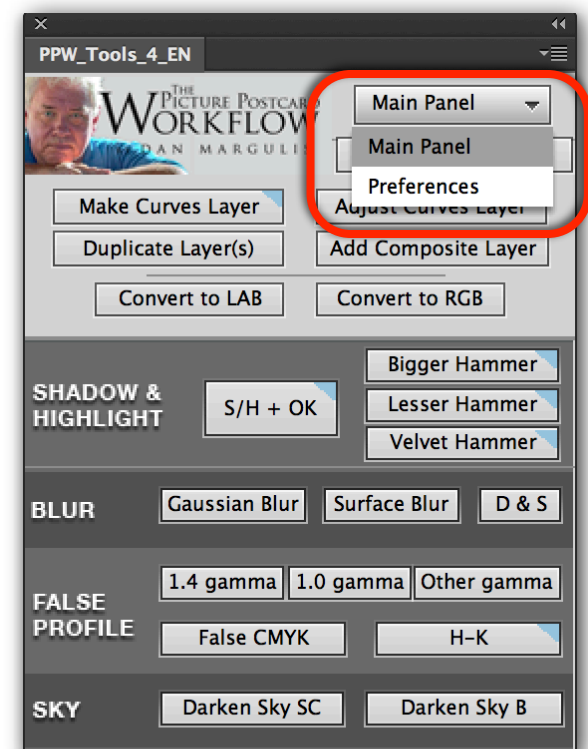 PPW_Tools_4_EN
THE
PICTURE POSTCARD
WORKFLOW
DAN MARGULIS
Main Panel
Main Panel
Preferences
Make Curves Layer
Adjust Curves Layer
Duplicate Layer(s)
Add Composite Layer
Convert to LAB
Convert to RGB
SHADOW &
HIGHLIGHT
S/H + OK
Bigger Hammer
Lesser Hammer
Velvet Hammer
BLUR
Gaussian Blur
Surface Blur
D & S
FALSE
PROFILE
1.4 gamma
1.0 gamma
Other gamma
False CMYK
H-K
SKY
Darken Sky SC
Darken Sky B